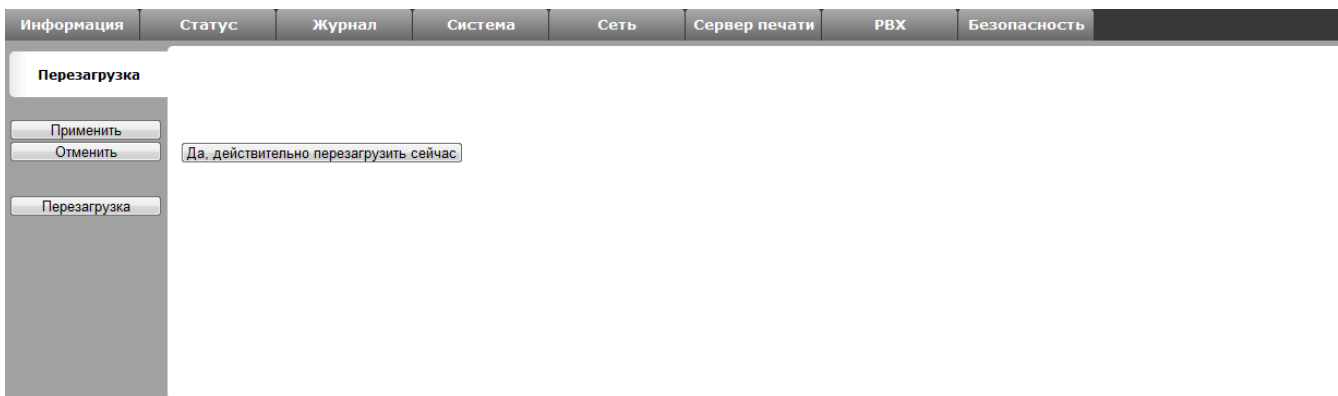 Информация Статус Журнал Система Сеть Сервер печати PBX Безопасность
Перезагрузка
Применить
Отменить
Да, действительно перезагрузить сейчас
Перезагрузка